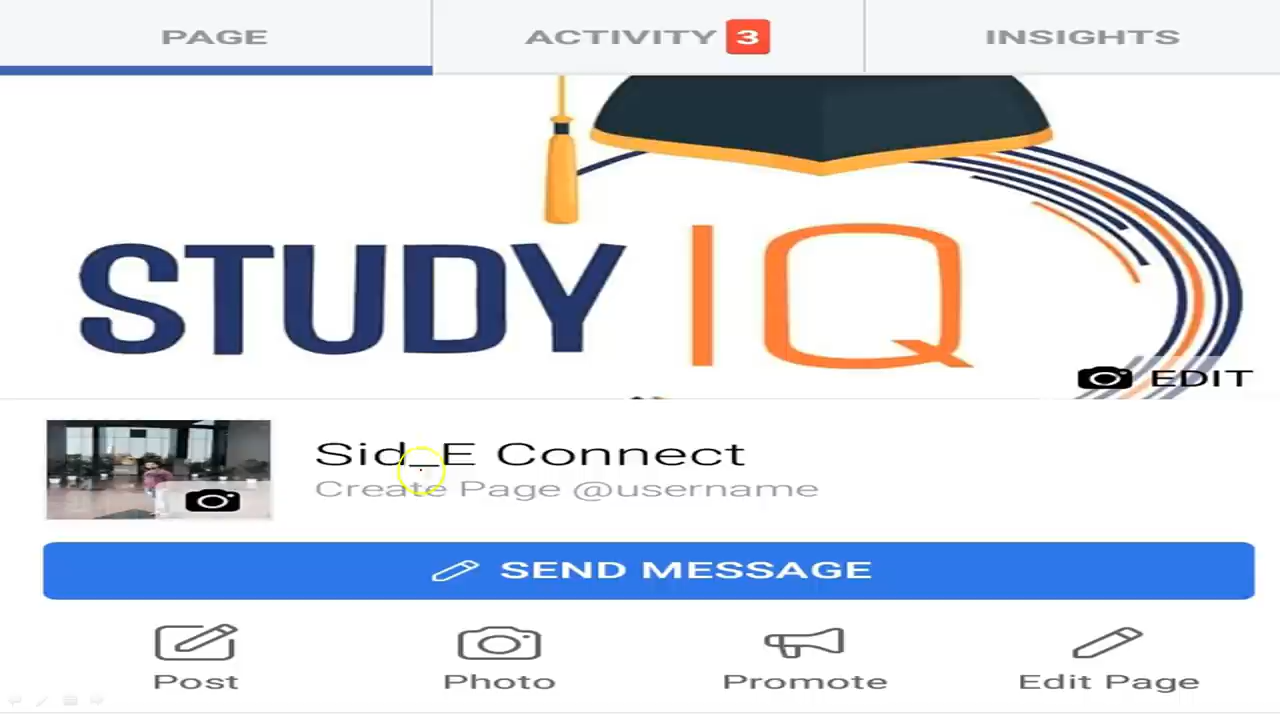 PAGE ACTIVITY 3 INSIGHTS
STUDY IQ
EDIT
Sid_E Connect
Create Page @username
SEND MESSAGE
Post Photo Promote Edit Page